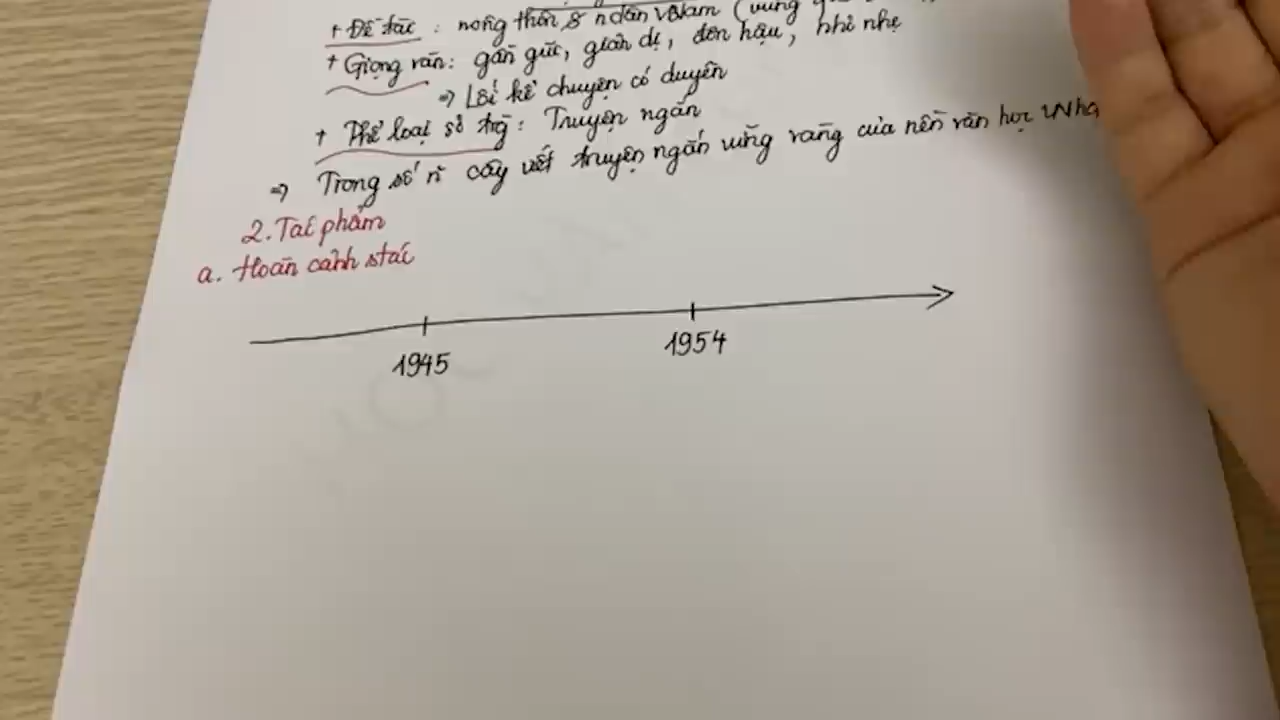 + Đề tài : nông thôn & n dân VNam (vùng
+ Giọng văn: gần gũi, giản dị, đôn hậu, nhỏ nhẹ
=> Lối kể chuyện có duyên
+ Thể loại sở trg: Truyện ngắn
=> Trong số n cây viết truyện ngắn vững vàng của nền văn học
2. Tác phẩm
a. Hoàn cảnh stác
1945
1954